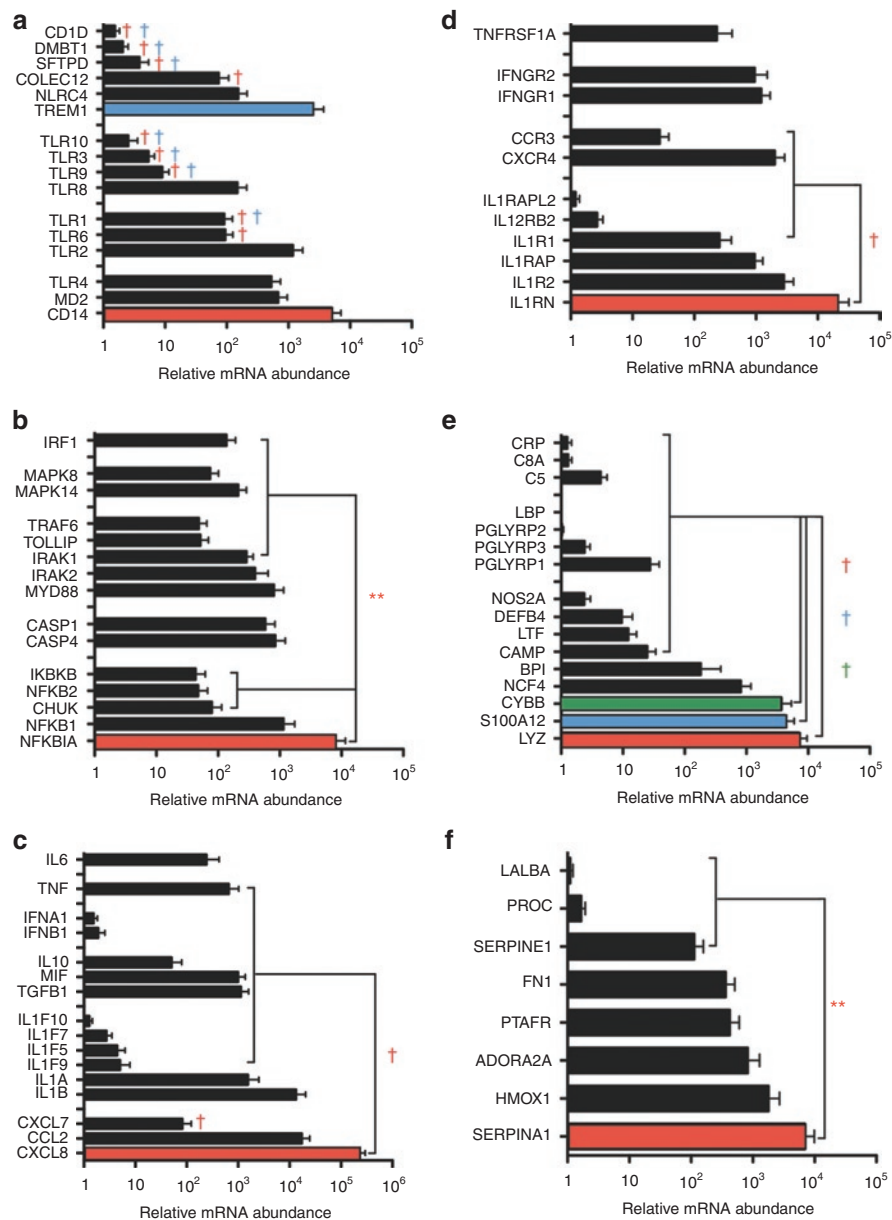 a
CD1D † †
DMBT1 † †
SFTPD † †
COLEC12 †
NLRC4
TREM1
TLR10 † †
TLR3 † †
TLR9 † †
TLR8
TLR1 † †
TLR6 †
TLR2
TLR4
MD2
CD14
1 10 10² 10³ 10⁴ 10⁵
Relative mRNA abundance
b
IRF1
MAPK8
MAPK14
TRAF6
TOLLIP
IRAK1
IRAK2
MYD88
**
CASP1
CASP4
IKBKB
NFKB2
CHUK
NFKB1
NFKBIA
1 10 10² 10³ 10⁴ 10⁵
Relative mRNA abundance
c
IL6
TNF
IFNA1
IFNB1
IL10
MIF
TGFB1
IL1F10
IL1F7
IL1F5
†
IL1F9
IL1A
IL1B
CXCL7 †
CCL2
CXCL8
1 10 10² 10³ 10⁴ 10⁵ 10⁶
Relative mRNA abundance
d
TNFRSF1A
IFNGR2
IFNGR1
CCR3
CXCR4
IL1RAPL2
IL12RB2
IL1R1 †
IL1RAP
IL1R2
IL1RN
1 10 10² 10³ 10⁴ 10⁵
Relative mRNA abundance
e
CRP
C8A
C5
LBP
PGLYRP2
PGLYRP3
PGLYRP1 †
NOS2A
DEFB4 †
LTF
CAMP
BPI †
NCF4
CYBB
S100A12
LYZ
1 10 10² 10³ 10⁴ 10⁵
Relative mRNA abundance
f
LALBA
PROC
SERPINE1
FN1
**
PTAFR
ADORA2A
HMOX1
SERPINA1
1 10 10² 10³ 10⁴ 10⁵
Relative mRNA abundance